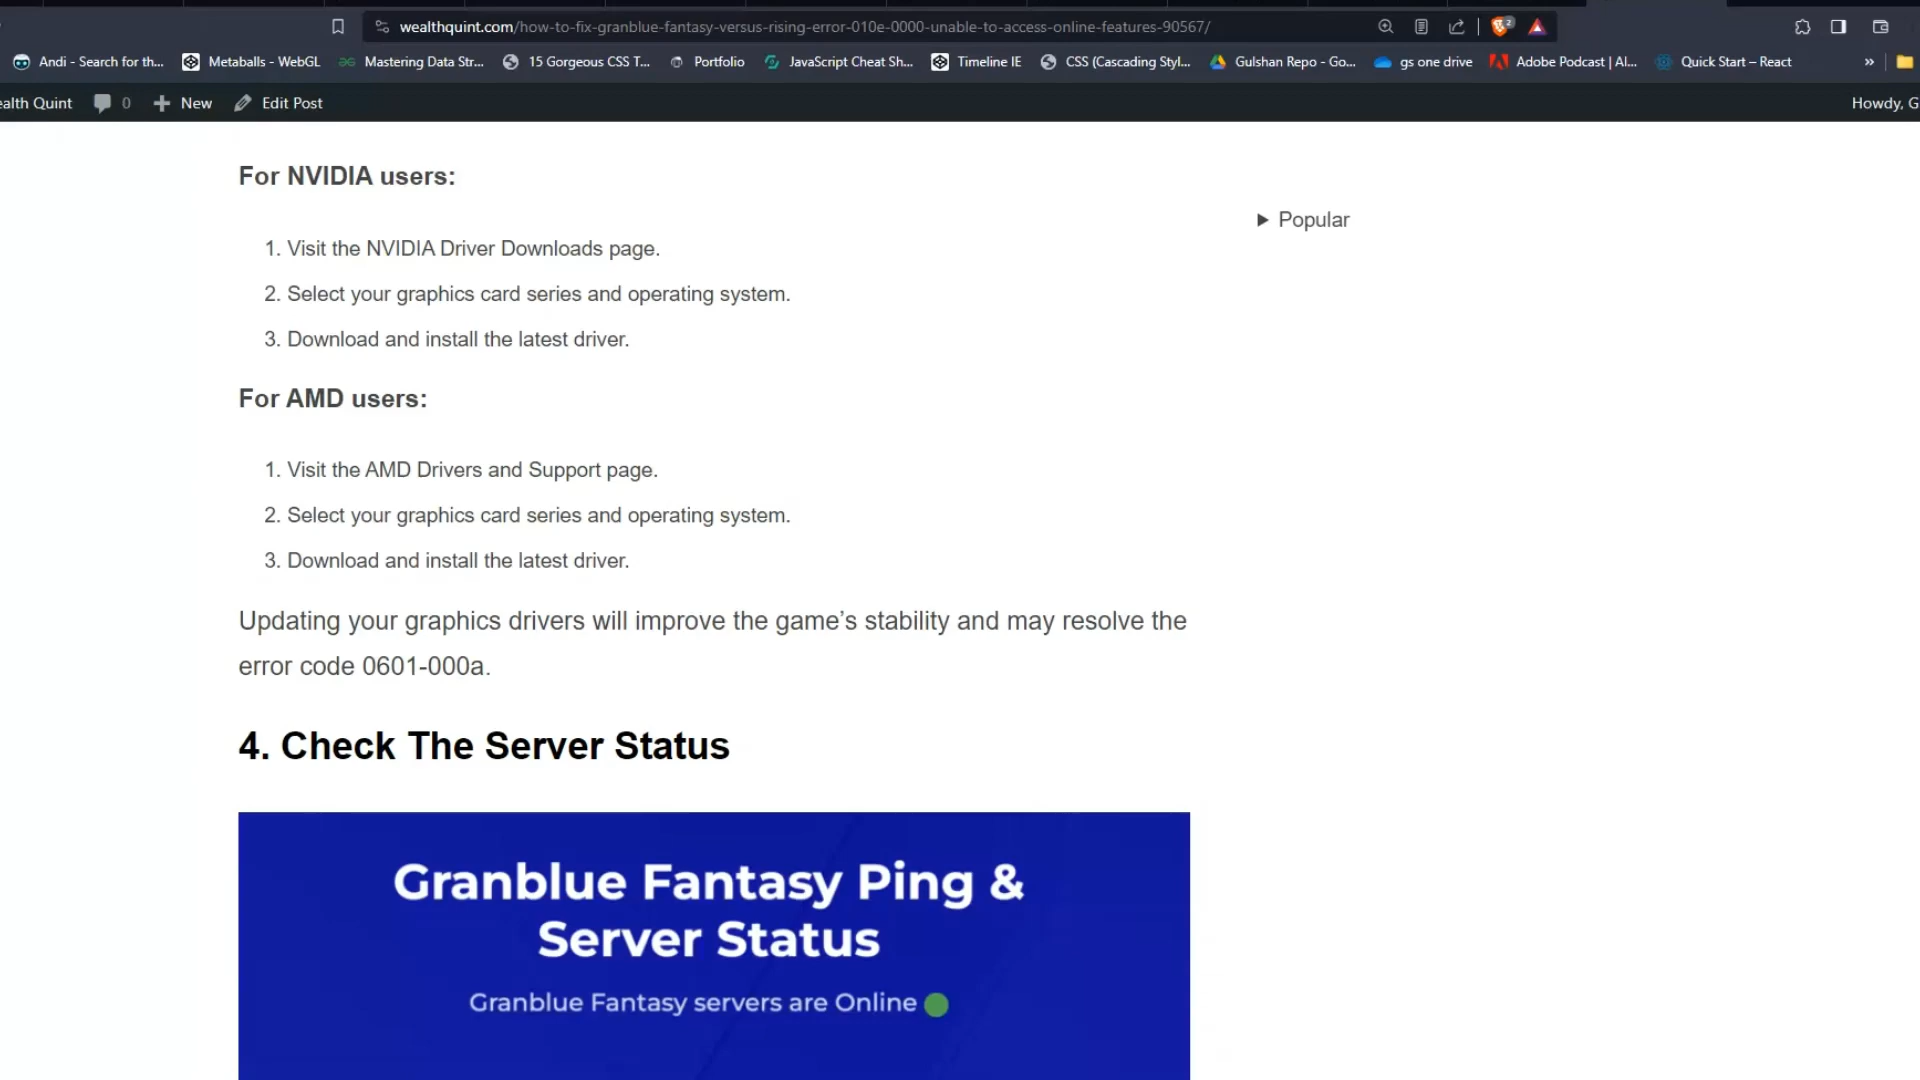 wealthquint.com/how-to-fix-granblue-fantasy-versus-rising-error-010e-0000-unable-to-access-online-features-90567/
2
Andi - Search for th... Metaballs - WebGL Mastering Data Str... 15 Gorgeous CSS T... Portfolio JavaScript Cheat Sh... Timeline IE CSS (Cascading Styl... Gulshan Repo - Go... gs one drive Adobe Podcast | AI... Quick Start – React »
ealth Quint 0 New Edit Post Howdy, G
For NVIDIA users:
Popular
1. Visit the NVIDIA Driver Downloads page.
2. Select your graphics card series and operating system.
3. Download and install the latest driver.
For AMD users:
1. Visit the AMD Drivers and Support page.
2. Select your graphics card series and operating system.
3. Download and install the latest driver.
Updating your graphics drivers will improve the game’s stability and may resolve the
error code 0601-000a.
4. Check The Server Status
Granblue Fantasy Ping &
Server Status
Granblue Fantasy servers are Online